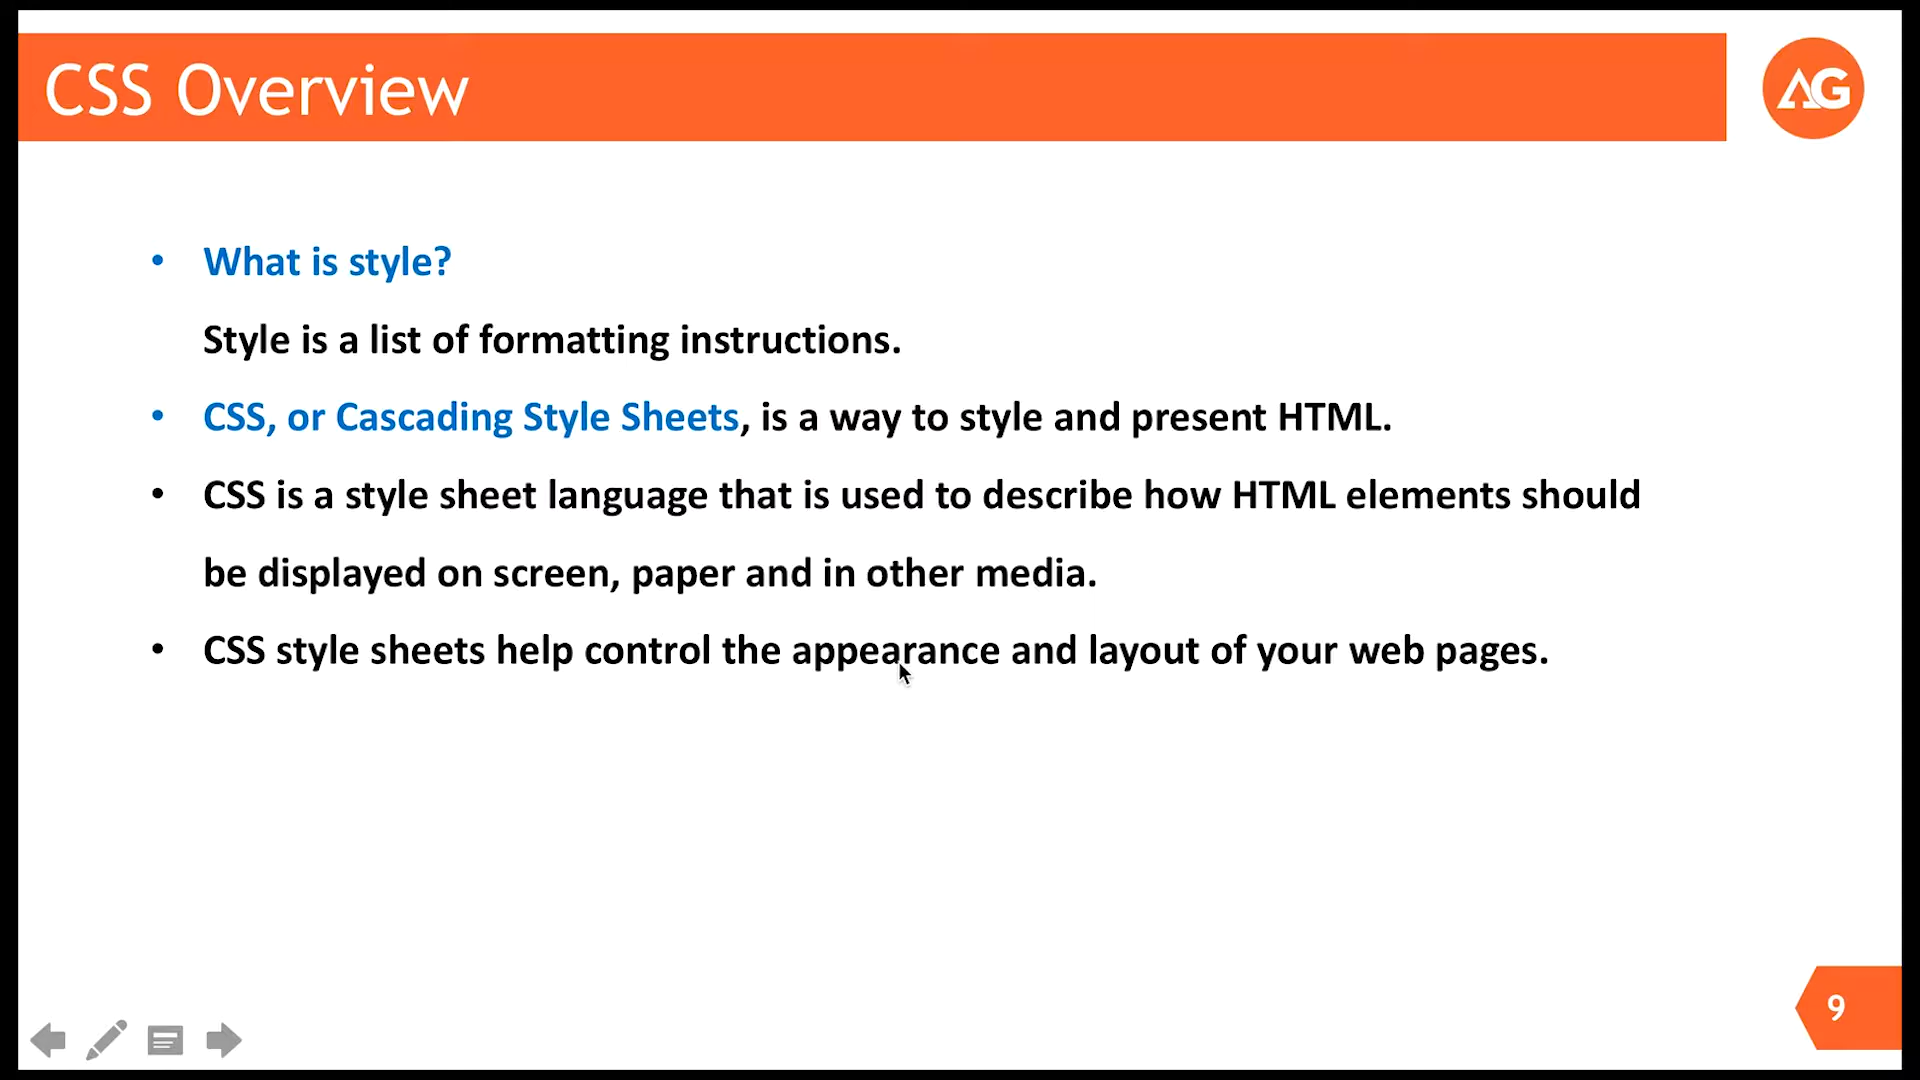 CSS Overview
AG
• What is style?
Style is a list of formatting instructions.
• CSS, or Cascading Style Sheets, is a way to style and present HTML.
• CSS is a style sheet language that is used to describe how HTML elements should
be displayed on screen, paper and in other media.
• CSS style sheets help control the appearance and layout of your web pages.
9